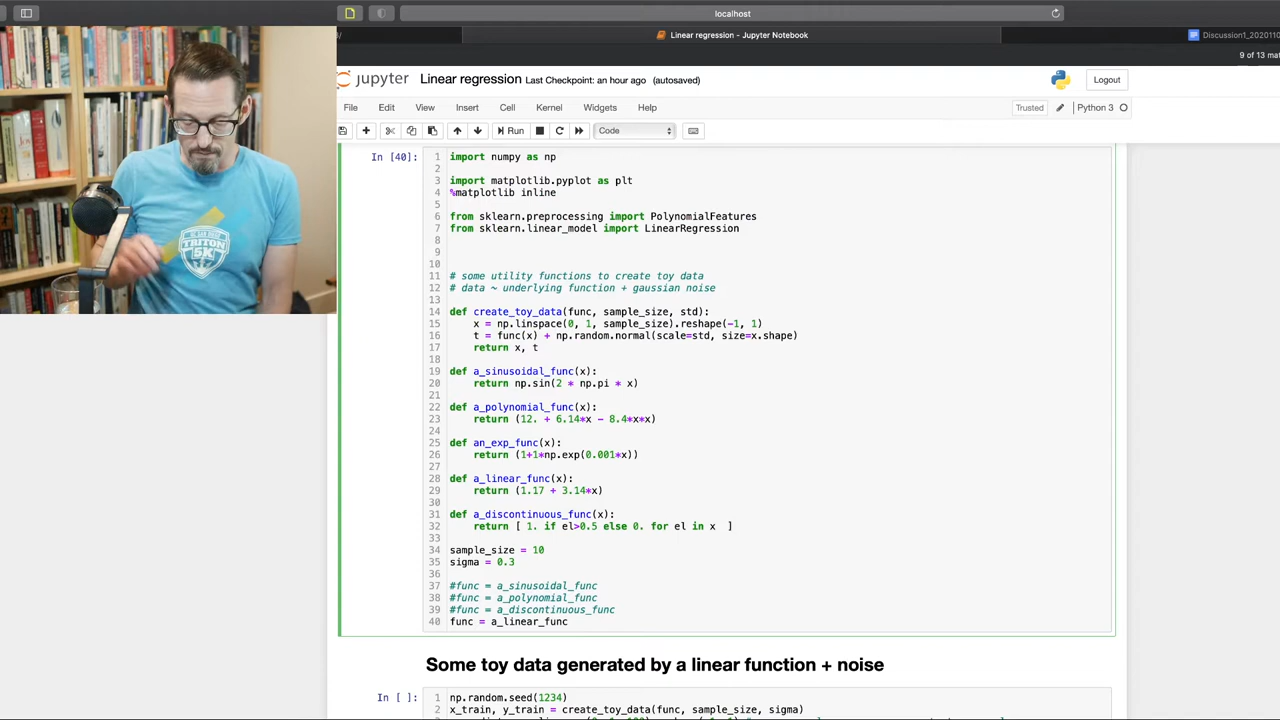 localhost
Linear regression - Jupyter Notebook
Discussion1_2020110
9 of 13 mat
jupyter Linear regression Last Checkpoint: an hour ago (autosaved)
Logout
File Edit View Insert Cell Kernel Widgets Help
Trusted Python 3
Run Code
In [40]:
1 import numpy as np
2
3 import matplotlib.pyplot as plt
4 %matplotlib inline
5
6 from sklearn.preprocessing import PolynomialFeatures
7 from sklearn.linear_model import LinearRegression
8
9
10
11 # some utility functions to create toy data
12 # data ~ underlying function + gaussian noise
13
14 def create_toy_data(func, sample_size, std):
15 x = np.linspace(0, 1, sample_size).reshape(-1, 1)
16 t = func(x) + np.random.normal(scale=std, size=x.shape)
17 return x, t
18
19 def a_sinusoidal_func(x):
20 return np.sin(2 * np.pi * x)
21
22 def a_polynomial_func(x):
23 return (12. + 6.14*x - 8.4*x*x)
24
25 def an_exp_func(x):
26 return (1+1*np.exp(0.001*x))
27
28 def a_linear_func(x):
29 return (1.17 + 3.14*x)
30
31 def a_discontinuous_func(x):
32 return [ 1. if el>0.5 else 0. for el in x ]
33
34 sample_size = 10
35 sigma = 0.3
36
37 #func = a_sinusoidal_func
38 #func = a_polynomial_func
39 #func = a_discontinuous_func
40 func = a_linear_func
Some toy data generated by a linear function + noise
In [ ]:
1 np.random.seed(1234)
2 x_train, y_train = create_toy_data(func, sample_size, sigma)
TRITON
5K